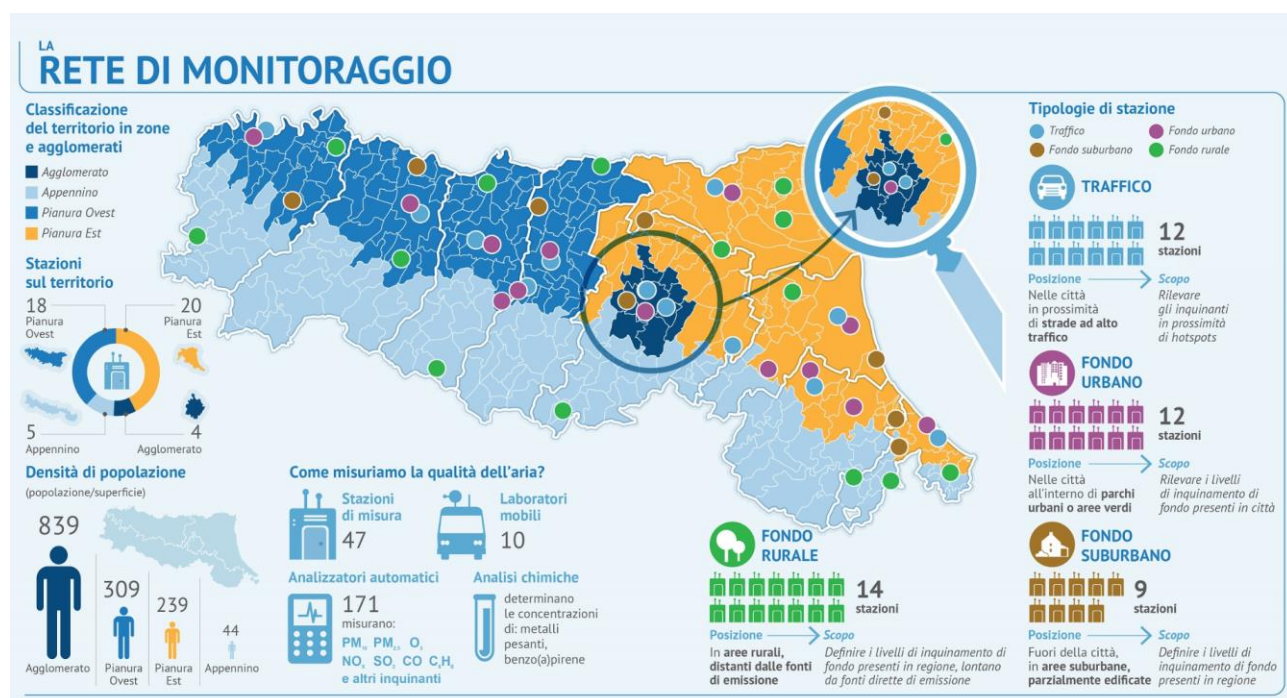 LA
RETE DI MONITORAGGIO
Classificazione
del territorio in zone
e agglomerati
Agglomerato
Appennino
Pianura Ovest
Pianura Est
Stazioni
sul territorio
18
Pianura
Ovest
20
Pianura
Est
5
Appennino
4
Agglomerato
Densità di popolazione
(popolazione/superficie)
839
Agglomerato
309
Pianura
Ovest
239
Pianura
Est
44
Appennino
Come misuriamo la qualità dell'aria?
Stazioni
di misura
47
Laboratori
mobili
10
Analizzatori automatici
171
misurano:
PM₁₀ PM₂,₅ O₃
NOₓ SO₂ CO C₆H₆
e altri inquinanti
Analisi chimiche
determinano
le concentrazioni
di: metalli
pesanti,
benzo(a)pirene
Tipologie di stazione
Traffico
Fondo urbano
Fondo suburbano
Fondo rurale
TRAFFICO
12
stazioni
Posizione
Nelle città
in prossimità
di strade ad alto
traffico
Scopo
Rilevare
gli inquinanti
in prossimità
di hotspots
FONDO
URBANO
12
stazioni
Posizione
Nelle città
all'interno di parchi
urbani o aree verdi
Scopo
Rilevare i livelli
di inquinamento di
fondo presenti in città
FONDO
RURALE
14
stazioni
Posizione
In aree rurali,
distanti dalle fonti
di emissione
Scopo
Definire i livelli di inquinamento di
fondo presenti in regione, lontano
da fonti dirette di emissione
FONDO
SUBURBANO
9
stazioni
Posizione
Fuori della città,
in aree suburbane,
parzialmente edificate
Scopo
Definire i livelli di
inquinamento di fondo
presenti in regione